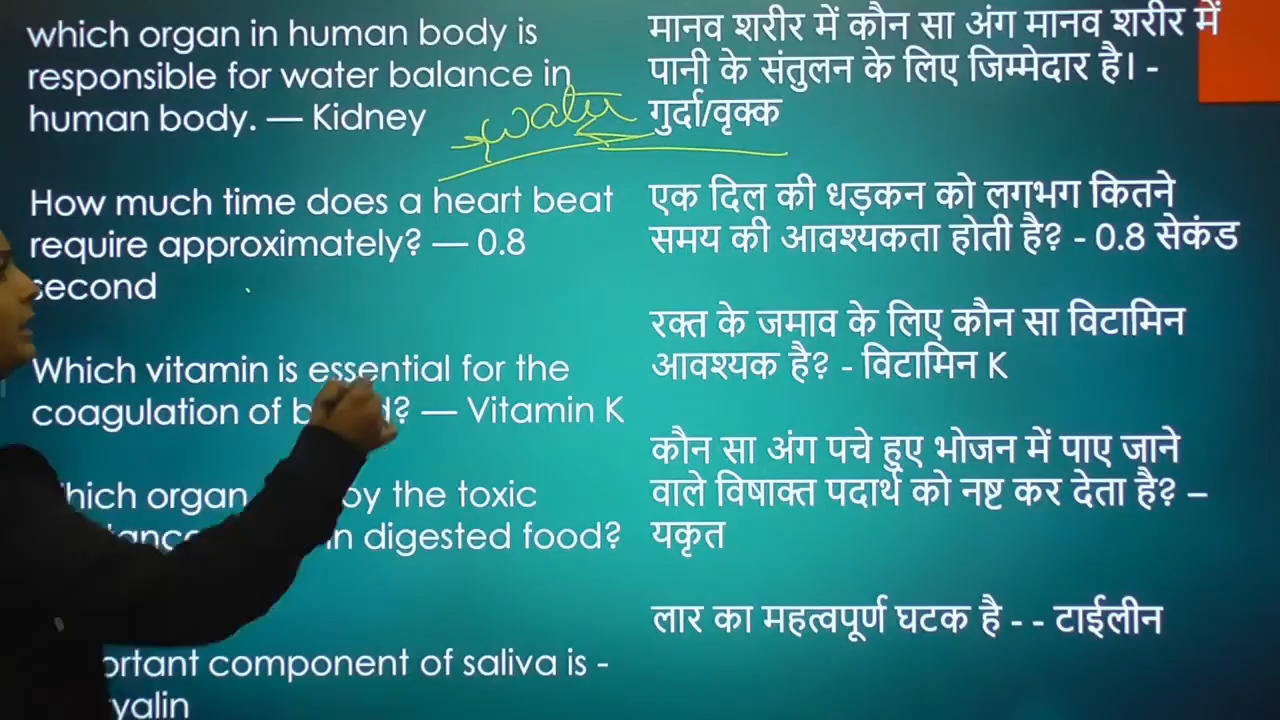 which organ in human body is
responsible for water balance in
human body. — Kidney
water
How much time does a heart beat
require approximately? — 0.8
second
Which vitamin is essential for the
coagulation of — Vitamin K
organ the toxic
in digested food?
component of saliva is -
मानव शरीर में कौन सा अंग मानव शरीर में
पानी के संतुलन के लिए जिम्मेदार है। -
गुर्दा/वृक्क
एक दिल की धड़कन को लगभग कितने
समय की आवश्यकता होती है? - 0.8 सेकंड
रक्त के जमाव के लिए कौन सा विटामिन
आवश्यक है? - विटामिन K
कौन सा अंग पचे हुए भोजन में पाए जाने
वाले विषाक्त पदार्थ को नष्ट कर देता है? –
यकृत
लार का महत्वपूर्ण घटक है - - टाईलीन